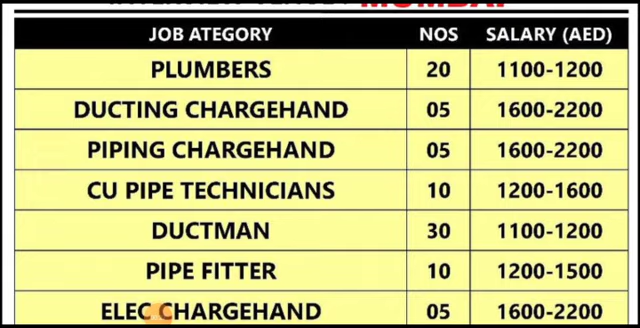 MUMBAI
JOB ATEGORY NOS SALARY (AED)
PLUMBERS 20 1100-1200
DUCTING CHARGEHAND 05 1600-2200
PIPING CHARGEHAND 05 1600-2200
CU PIPE TECHNICIANS 10 1200-1600
DUCTMAN 30 1100-1200
PIPE FITTER 10 1200-1500
ELEC CHARGEHAND 05 1600-2200